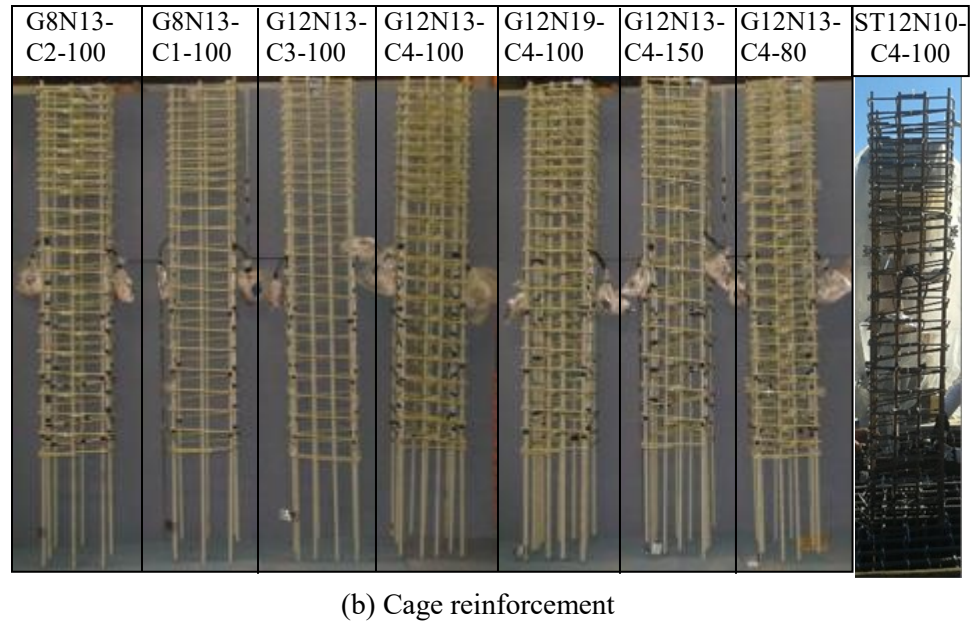 G8N13-
C2-100
G8N13-
C1-100
G12N13-
C3-100
G12N13-
C4-100
G12N19-
C4-100
G12N13-
C4-150
G12N13-
C4-80
ST12N10-
C4-100
(b) Cage reinforcement